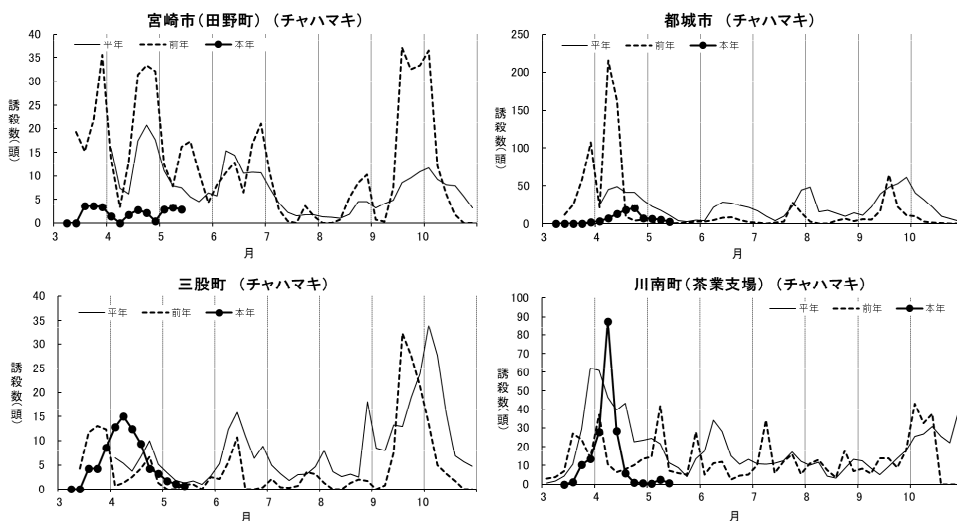 宮崎市(田野町)(チャハマキ)
平年 前年 本年
誘殺数(頭)
40
35
30
25
20
15
10
5
0
3 4 5 6 7 8 9 10
月
都城市 (チャハマキ)
平年 前年 本年
誘殺数(頭)
250
200
150
100
50
0
3 4 5 6 7 8 9 10
月
三股町 (チャハマキ)
平年 前年 本年
誘殺数(頭)
40
35
30
25
20
15
10
5
0
3 4 5 6 7 8 9 10
月
川南町(茶業支場)(チャハマキ)
平年 前年 本年
誘殺数(頭)
100
90
80
70
60
50
40
30
20
10
0
3 4 5 6 7 8 9 10
月